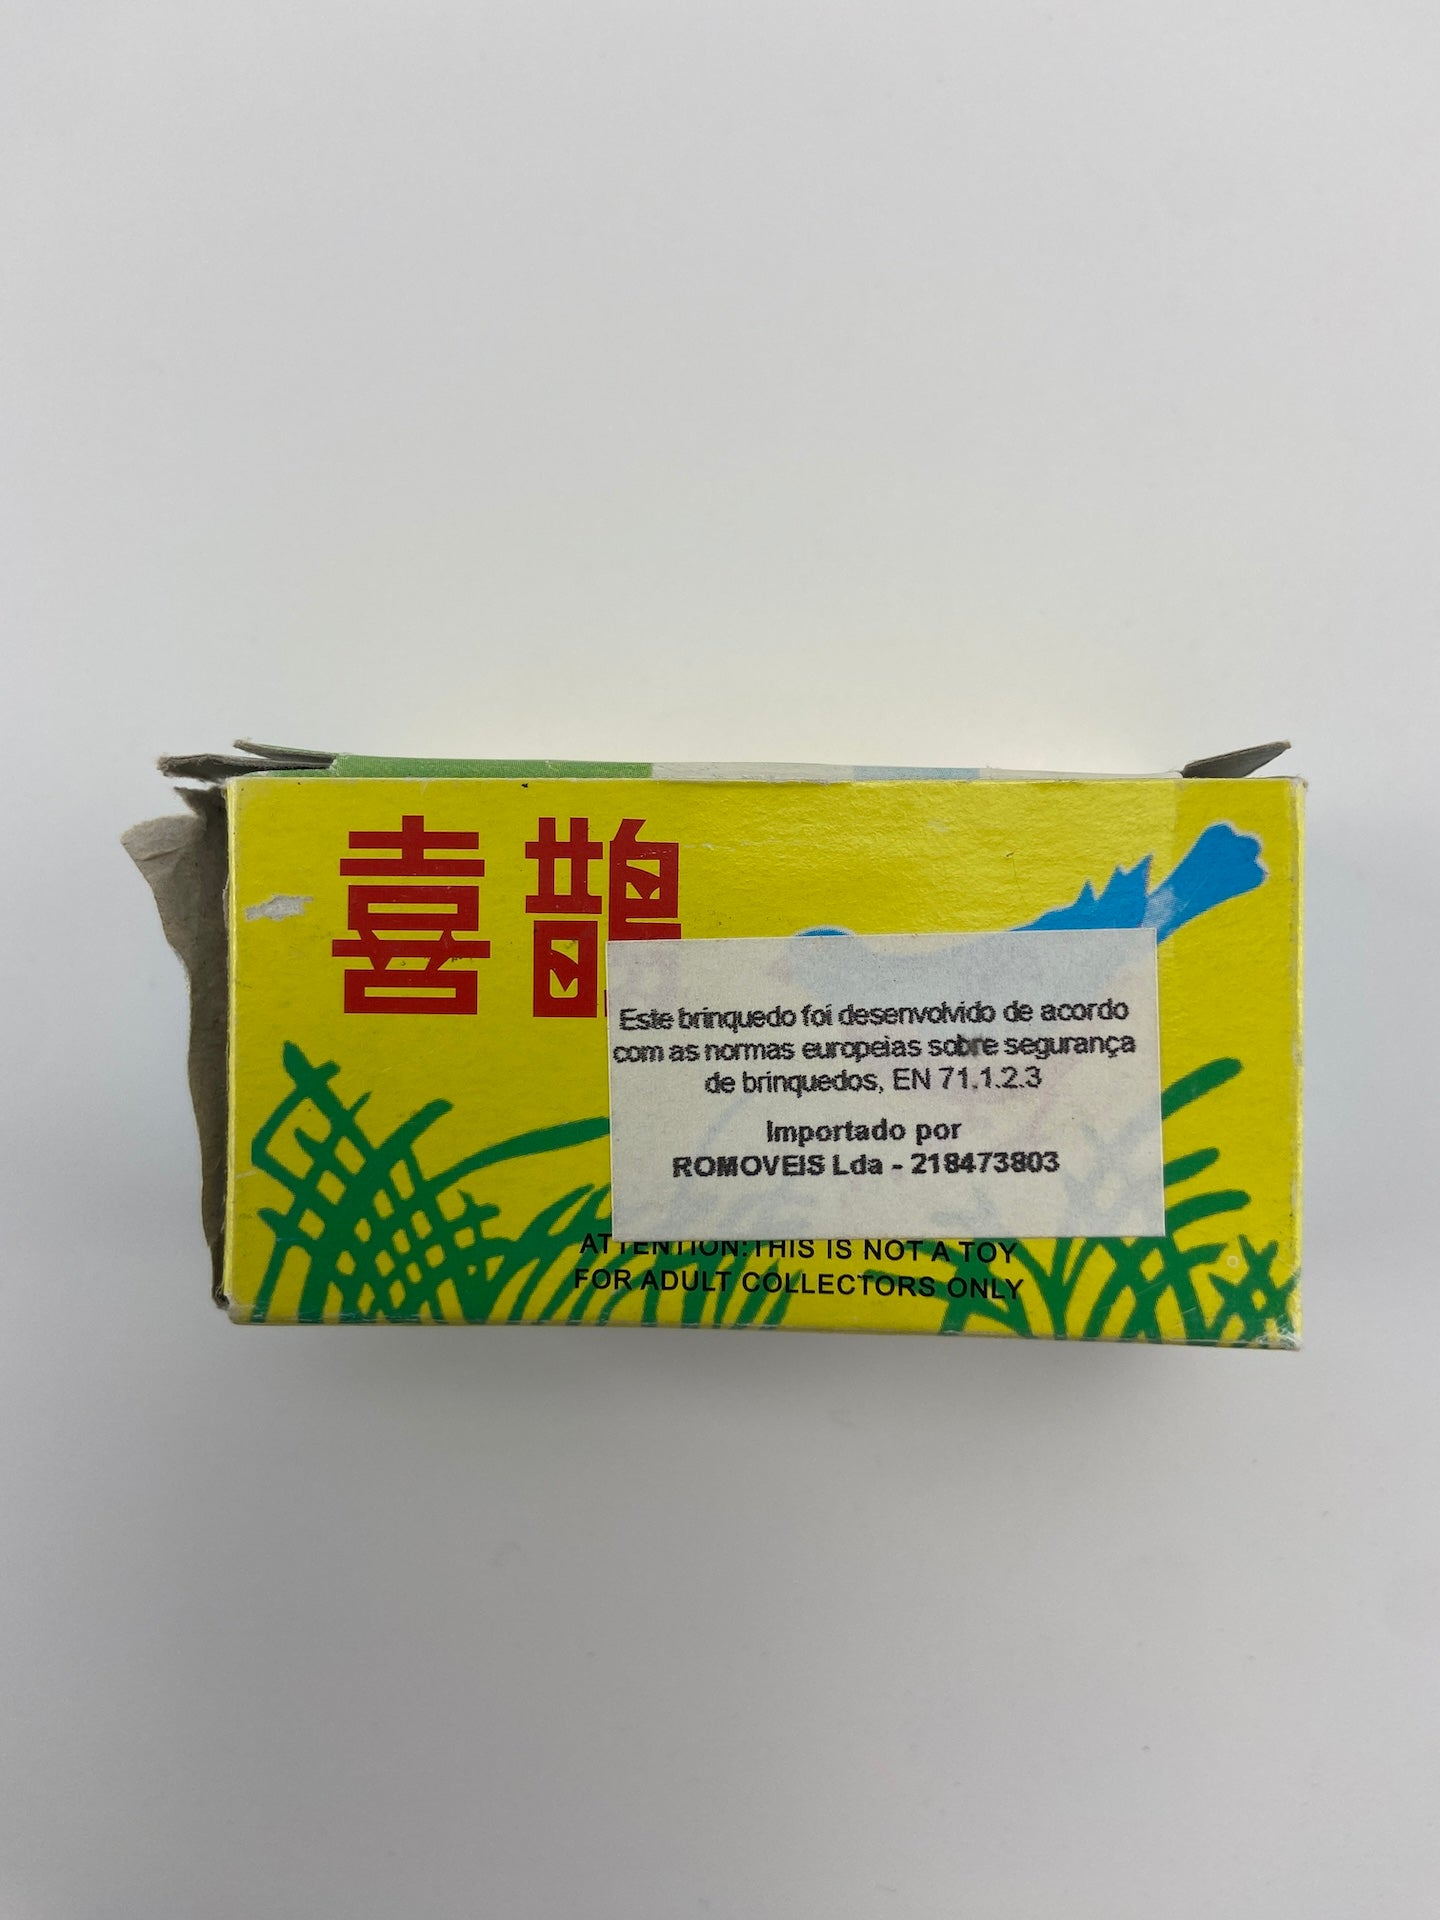 喜鹊
Este brinquedo foi desenvolvido de acordo
com as normas europeias sobre segurança
de brinquedos, EN 71.1.2.3
Importado por
ROMOVEIS Lda - 218473803
ATTENTION:THIS IS NOT A TOY
FOR ADULT COLLECTORS ONLY